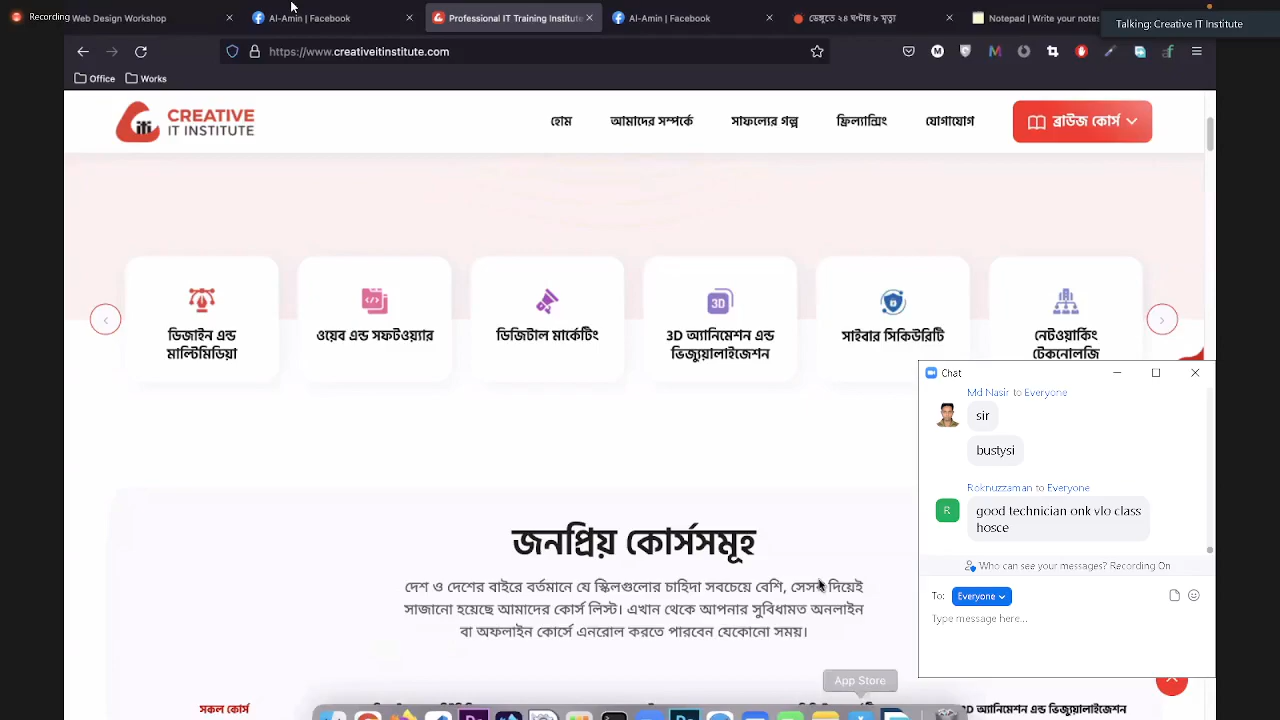 Recording Web Design Workshop
Al-Amin | Facebook
Professional IT Training Institute
Al-Amin | Facebook
ডেঙ্গুতে ২৪ ঘণ্টায় ৮ মৃত্যু
Notepad | Write your notes
Talking: Creative IT Institute
https://www.creativeitinstitute.com
Office
Works
CREATIVE
IT INSTITUTE
হোম
আমাদের সম্পর্কে
সাফল্যের গল্প
ফ্রিল্যান্সিং
যোগাযোগ
ব্রাউজ কোর্স
ডিজাইন এন্ড
মাল্টিমিডিয়া
ওয়েব এন্ড সফটওয়্যার
ডিজিটাল মার্কেটিং
3D
3D অ্যানিমেশন এন্ড
ভিজ্যুয়ালাইজেশন
সাইবার সিকিউরিটি
নেটওয়ার্কিং
টেকনোলজি
জনপ্রিয় কোর্সসমূহ
দেশ ও দেশের বাইরে বর্তমানে যে স্কিলগুলোর চাহিদা সবচেয়ে বেশি, সেসব দিয়েই
সাজানো হয়েছে আমাদের কোর্স লিস্ট। এখান থেকে আপনার সুবিধামত অনলাইন
বা অফলাইন কোর্সে এনরোল করতে পারবেন যেকোনো সময়।
সকল কোর্স
3D অ্যানিমেশন এন্ড ভিজ্যুয়ালাইজেশন
App Store
Chat
Md Nasir to Everyone
sir
bustysi
Roknuzzaman to Everyone
R
good technician onk vlo class
hosce
Who can see your messages? Recording On
To: Everyone
Type message here...